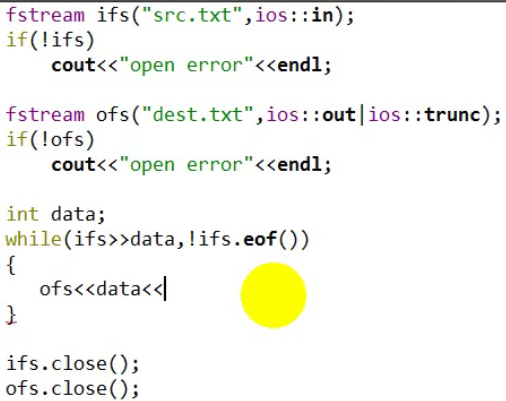 fstream ifs("src.txt",ios::in);
if(!ifs)
    cout<<"open error"<<endl;
fstream ofs("dest.txt",ios::out|ios::trunc);
if(!ofs)
    cout<<"open error"<<endl;
int data;
while(ifs>>data,!ifs.eof())
{
    ofs<<data<<
}
ifs.close();
ofs.close();